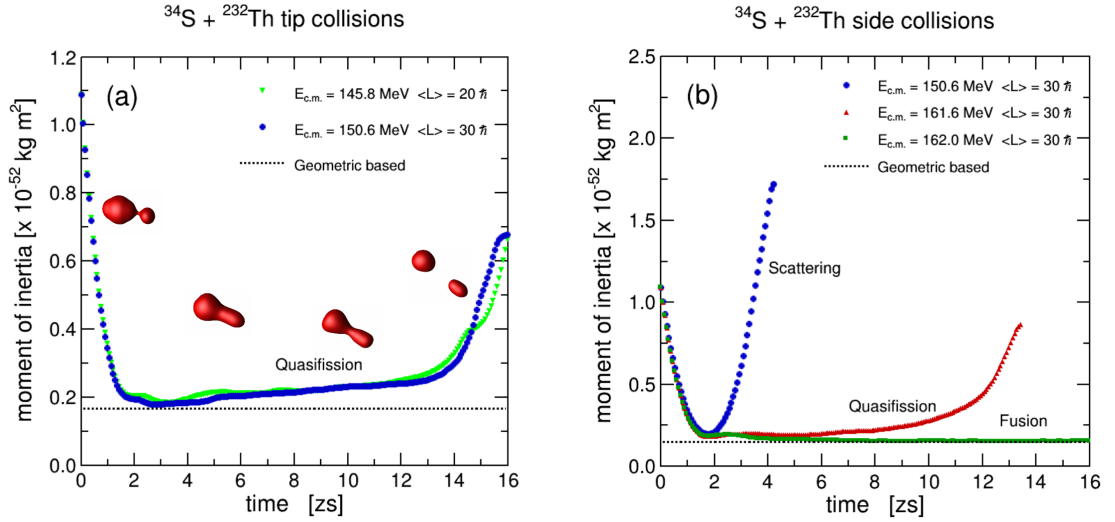 ³⁴S + ²³²Th tip collisions
(a)
E_c.m. = 145.8 MeV <L> = 20 ℏ
E_c.m. = 150.6 MeV <L> = 30 ℏ
Geometric based
Quasifission
moment of inertia [x 10⁻⁵² kg m²]
1.2
1.0
0.8
0.6
0.4
0.2
0.0
0 2 4 6 8 10 12 14 16
time [zs]
³⁴S + ²³²Th side collisions
(b)
E_c.m. = 150.6 MeV <L> = 30 ℏ
E_c.m. = 161.6 MeV <L> = 30 ℏ
E_c.m. = 162.0 MeV <L> = 30 ℏ
Geometric based
Scattering
Quasifission
Fusion
moment of inertia [x 10⁻⁵² kg m²]
2.5
2.0
1.5
1.0
0.5
0.0
0 2 4 6 8 10 12 14 16
time [zs]